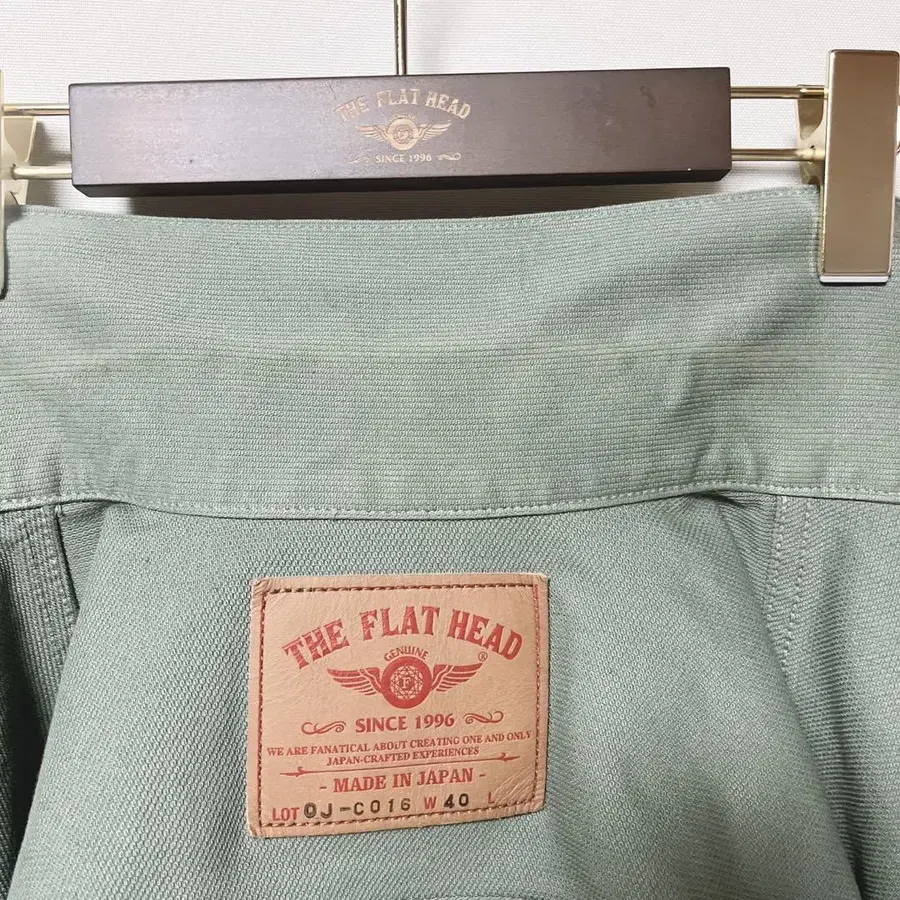 THE FLAT HEAD
SINCE 1996
THE FLAT HEAD
GENUINE
®
F
SINCE 1996
WE ARE FANATICAL ABOUT CREATING ONE AND ONLY
JAPAN-CRAFTED EXPERIENCES
- MADE IN JAPAN -
LOT OJ-C016 W 40 L